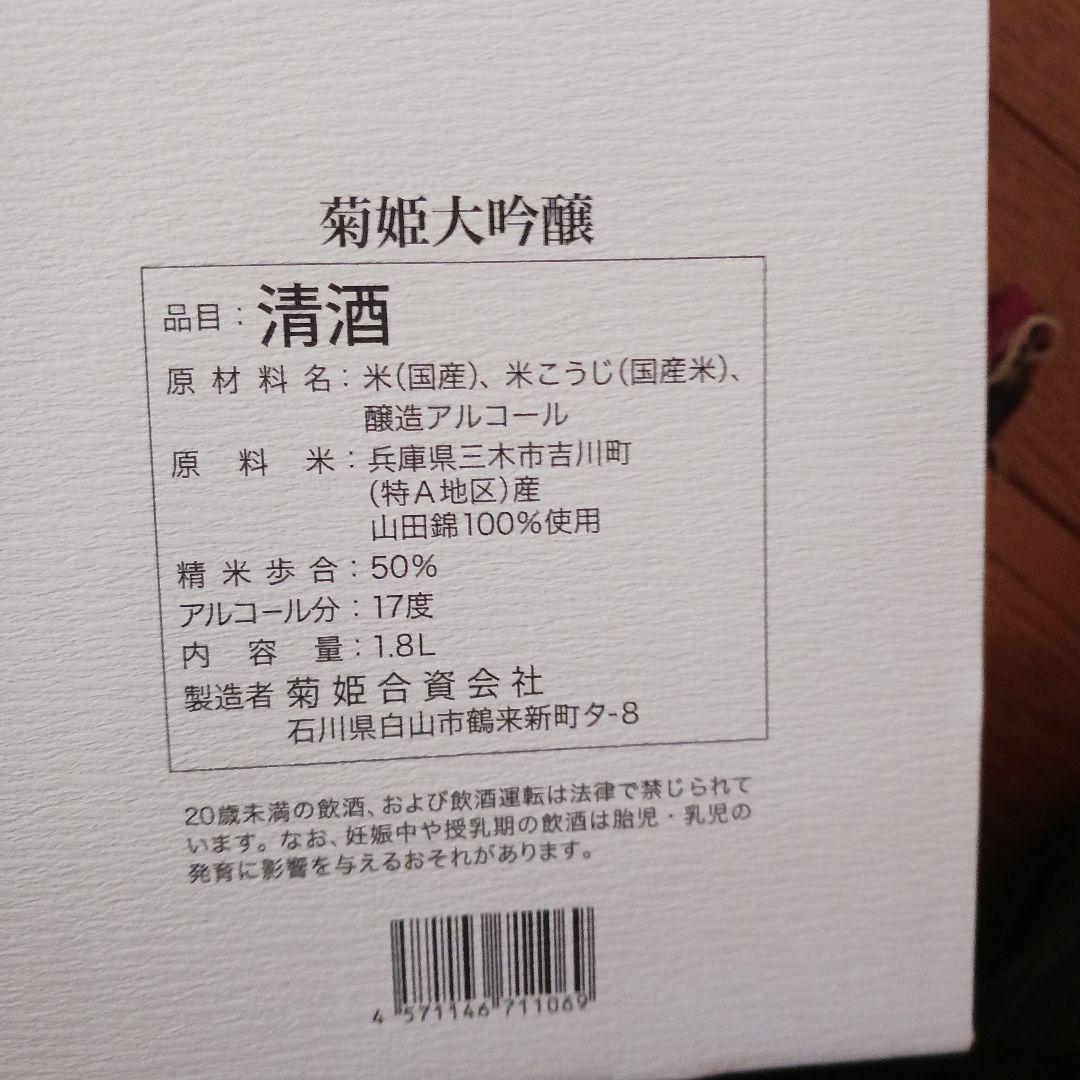 菊姫大吟醸
品目：清酒
原材料名：米(国産)、米こうじ(国産米)、
醸造アルコール
原料米：兵庫県三木市吉川町
(特A地区)産
山田錦100%使用
精米歩合：50%
アルコール分：17度
内容量：1.8L
製造者 菊姫合資会社
石川県白山市鶴来新町タ-8
20歳未満の飲酒、および飲酒運転は法律で禁じられて
います。なお、妊娠中や授乳期の飲酒は胎児・乳児の
発育に影響を与えるおそれがあります。
4 571146 711069